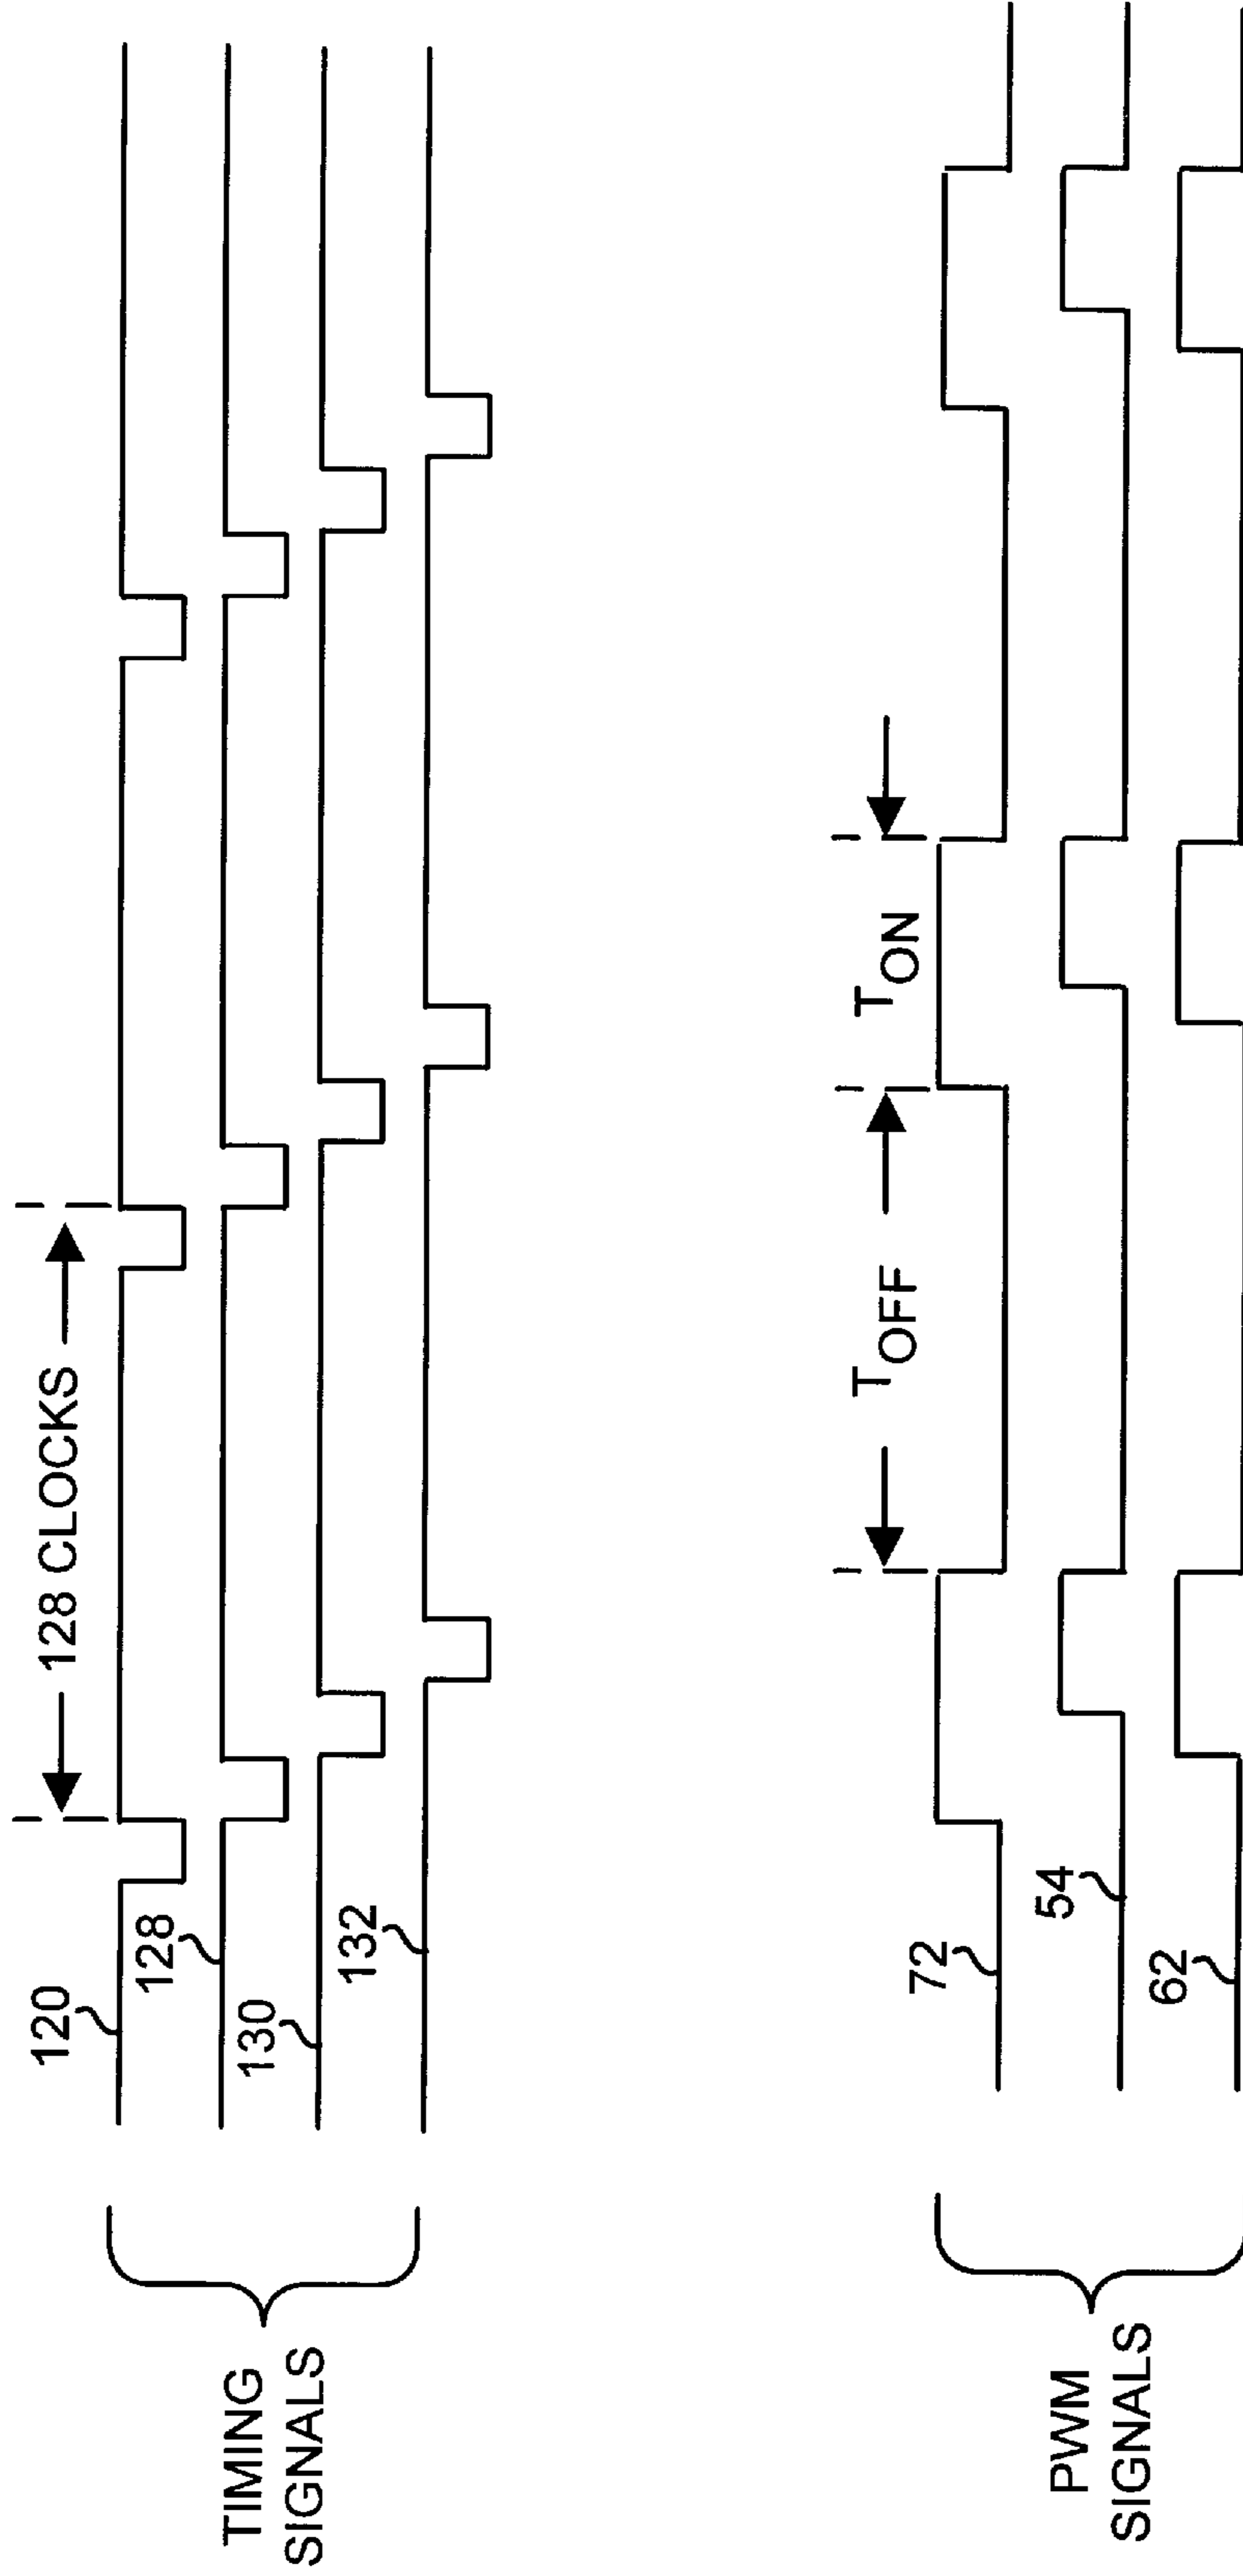 128 CLOCKS
120
128
130
132
TIMING
SIGNALS
TOFF
TON
72
54
62
PWM
SIGNALS